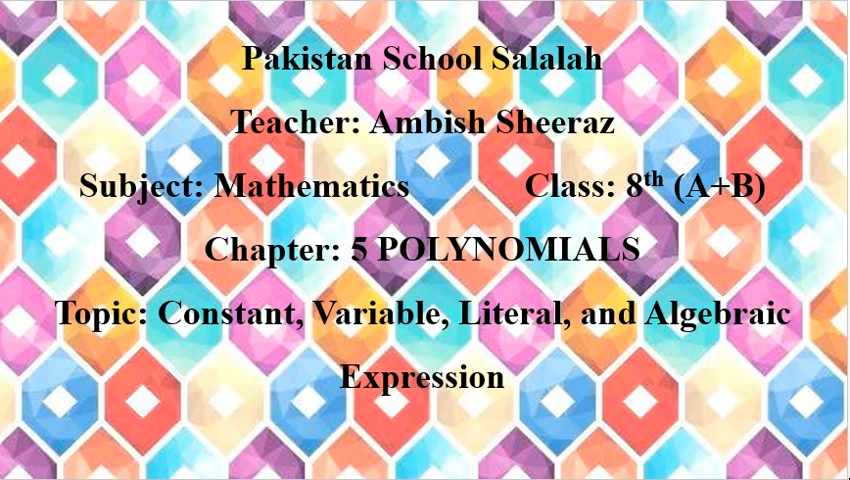 Pakistan School Salalah
Teacher: Ambish Sheeraz
Subject: Mathematics Class: 8th (A+B)
Chapter: 5 POLYNOMIALS
Topic: Constant, Variable, Literal, and Algebraic
Expression